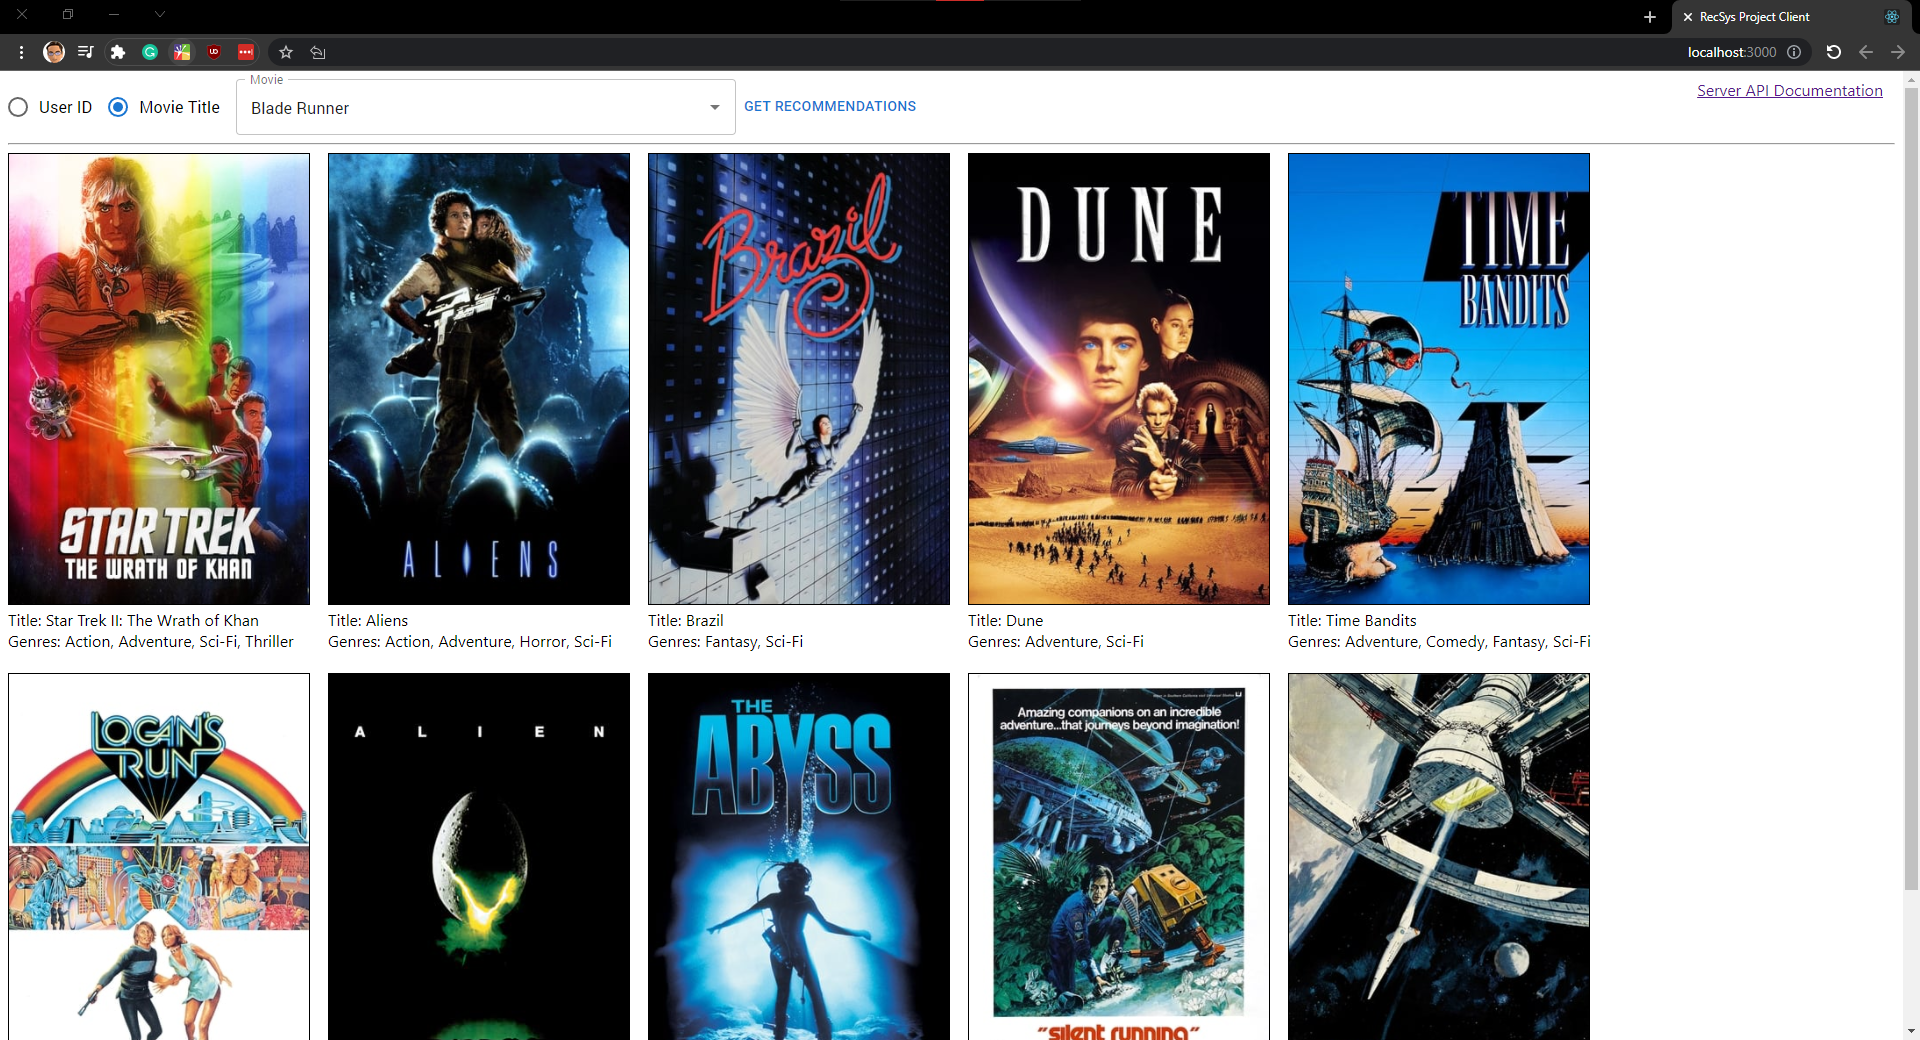 RecSys Project Client
localhost:3000
User ID
Movie Title
Movie
Blade Runner
GET RECOMMENDATIONS
Server API Documentation
STAR TREK
THE WRATH OF KHAN
ALIENS
Brazil
DUNE
TIME
BANDITS
Title: Star Trek II: The Wrath of Khan
Genres: Action, Adventure, Sci-Fi, Thriller
Title: Aliens
Genres: Action, Adventure, Horror, Sci-Fi
Title: Brazil
Genres: Fantasy, Sci-Fi
Title: Dune
Genres: Adventure, Sci-Fi
Title: Time Bandits
Genres: Adventure, Comedy, Fantasy, Sci-Fi
LOGAN'S
RUN
ALIEN
THE
ABYSS
Amazing companions on an incredible
adventure...that journeys beyond imagination!
"silent running"